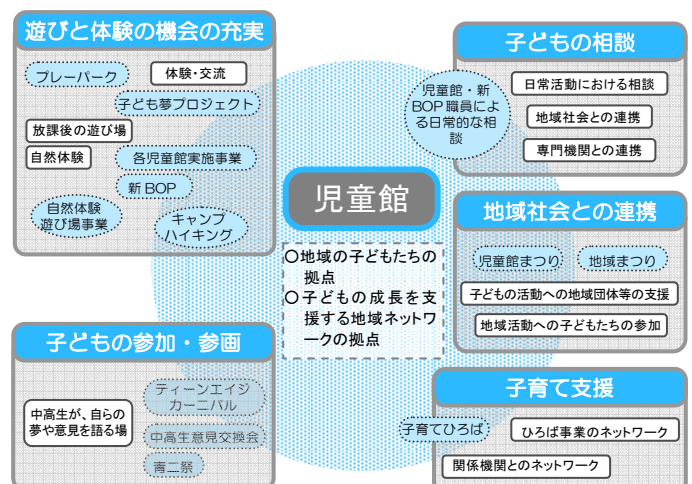 遊びと体験の機会の充実
プレーパーク
体験・交流
子ども夢プロジェクト
放課後の遊び場
自然体験
各児童館実施事業
新 BOP
自然体験
遊び場事業
キャンプ
ハイキング
子どもの参加・参画
中高生が、自らの
夢や意見を語る場
ティーンエイジ
カーニバル
中高生意見交換会
青二祭
児童館
〇地域の子どもたちの
拠点
〇子どもの成長を支
援する地域ネットワ
ークの拠点
子どもの相談
児童館・新
BOP 職員によ
る日常的な相
談
日常活動における相談
地域社会との連携
専門機関との連携
地域社会との連携
児童館まつり
地域まつり
子どもの活動への地域団体等の支援
地域活動への子どもたちの参加
子育て支援
子育てひろば
ひろば事業のネットワーク
関係機関とのネットワーク